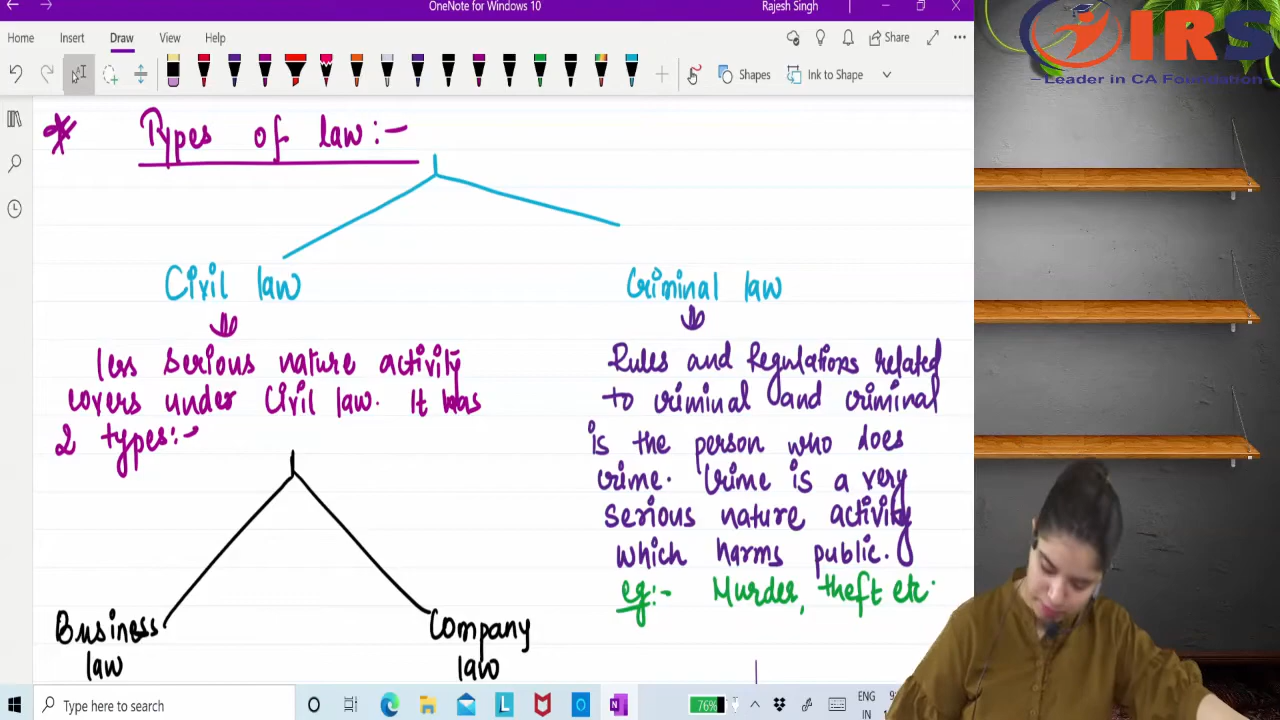 OneNote for Windows 10
Rajesh Singh
Home
Insert
Draw
View
Help
Share
Shapes
Ink to Shape
IRS
Leader in CA Foundation
Types of law:-
Civil law
Criminal law
less serious nature activity
covers under Civil law. It has
2 types:-
Rules and Regulations related
to criminal and criminal
is the person who does
crime. Crime is a very
serious nature activity
which harms public.
eg:- Murder, theft etc.
Business
law
Company
law
Type here to search
76%
ENG
IN